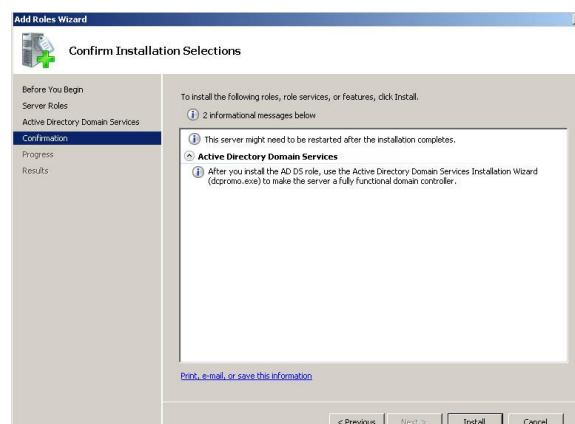 Add Roles Wizard
Confirm Installation Selections
Before You Begin
Server Roles
Active Directory Domain Services
Confirmation
Progress
Results
To install the following roles, role services, or features, click Install.
2 informational messages below
This server might need to be restarted after the installation completes.
Active Directory Domain Services
After you install the AD DS role, use the Active Directory Domain Services Installation Wizard
(dcpromo.exe) to make the server a fully functional domain controller.
Print, e-mail, or save this information
< Previous Next > Install Cancel